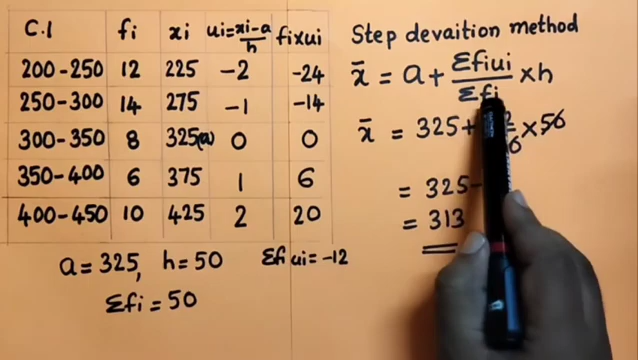 C.I fi xi ui=xi-a/h fixui
200-250 12 225 -2 -24
250-300 14 275 -1 -14
300-350 8 325(a) 0 0
350-400 6 375 1 6
400-450 10 425 2 20
a=325, h=50 Σfi ui=-12
Σfi=50
Step devaition method
x̄ = a+ Σfiui/Σfi ×h
x̄ = 325+ ×50
= 325-
= 313